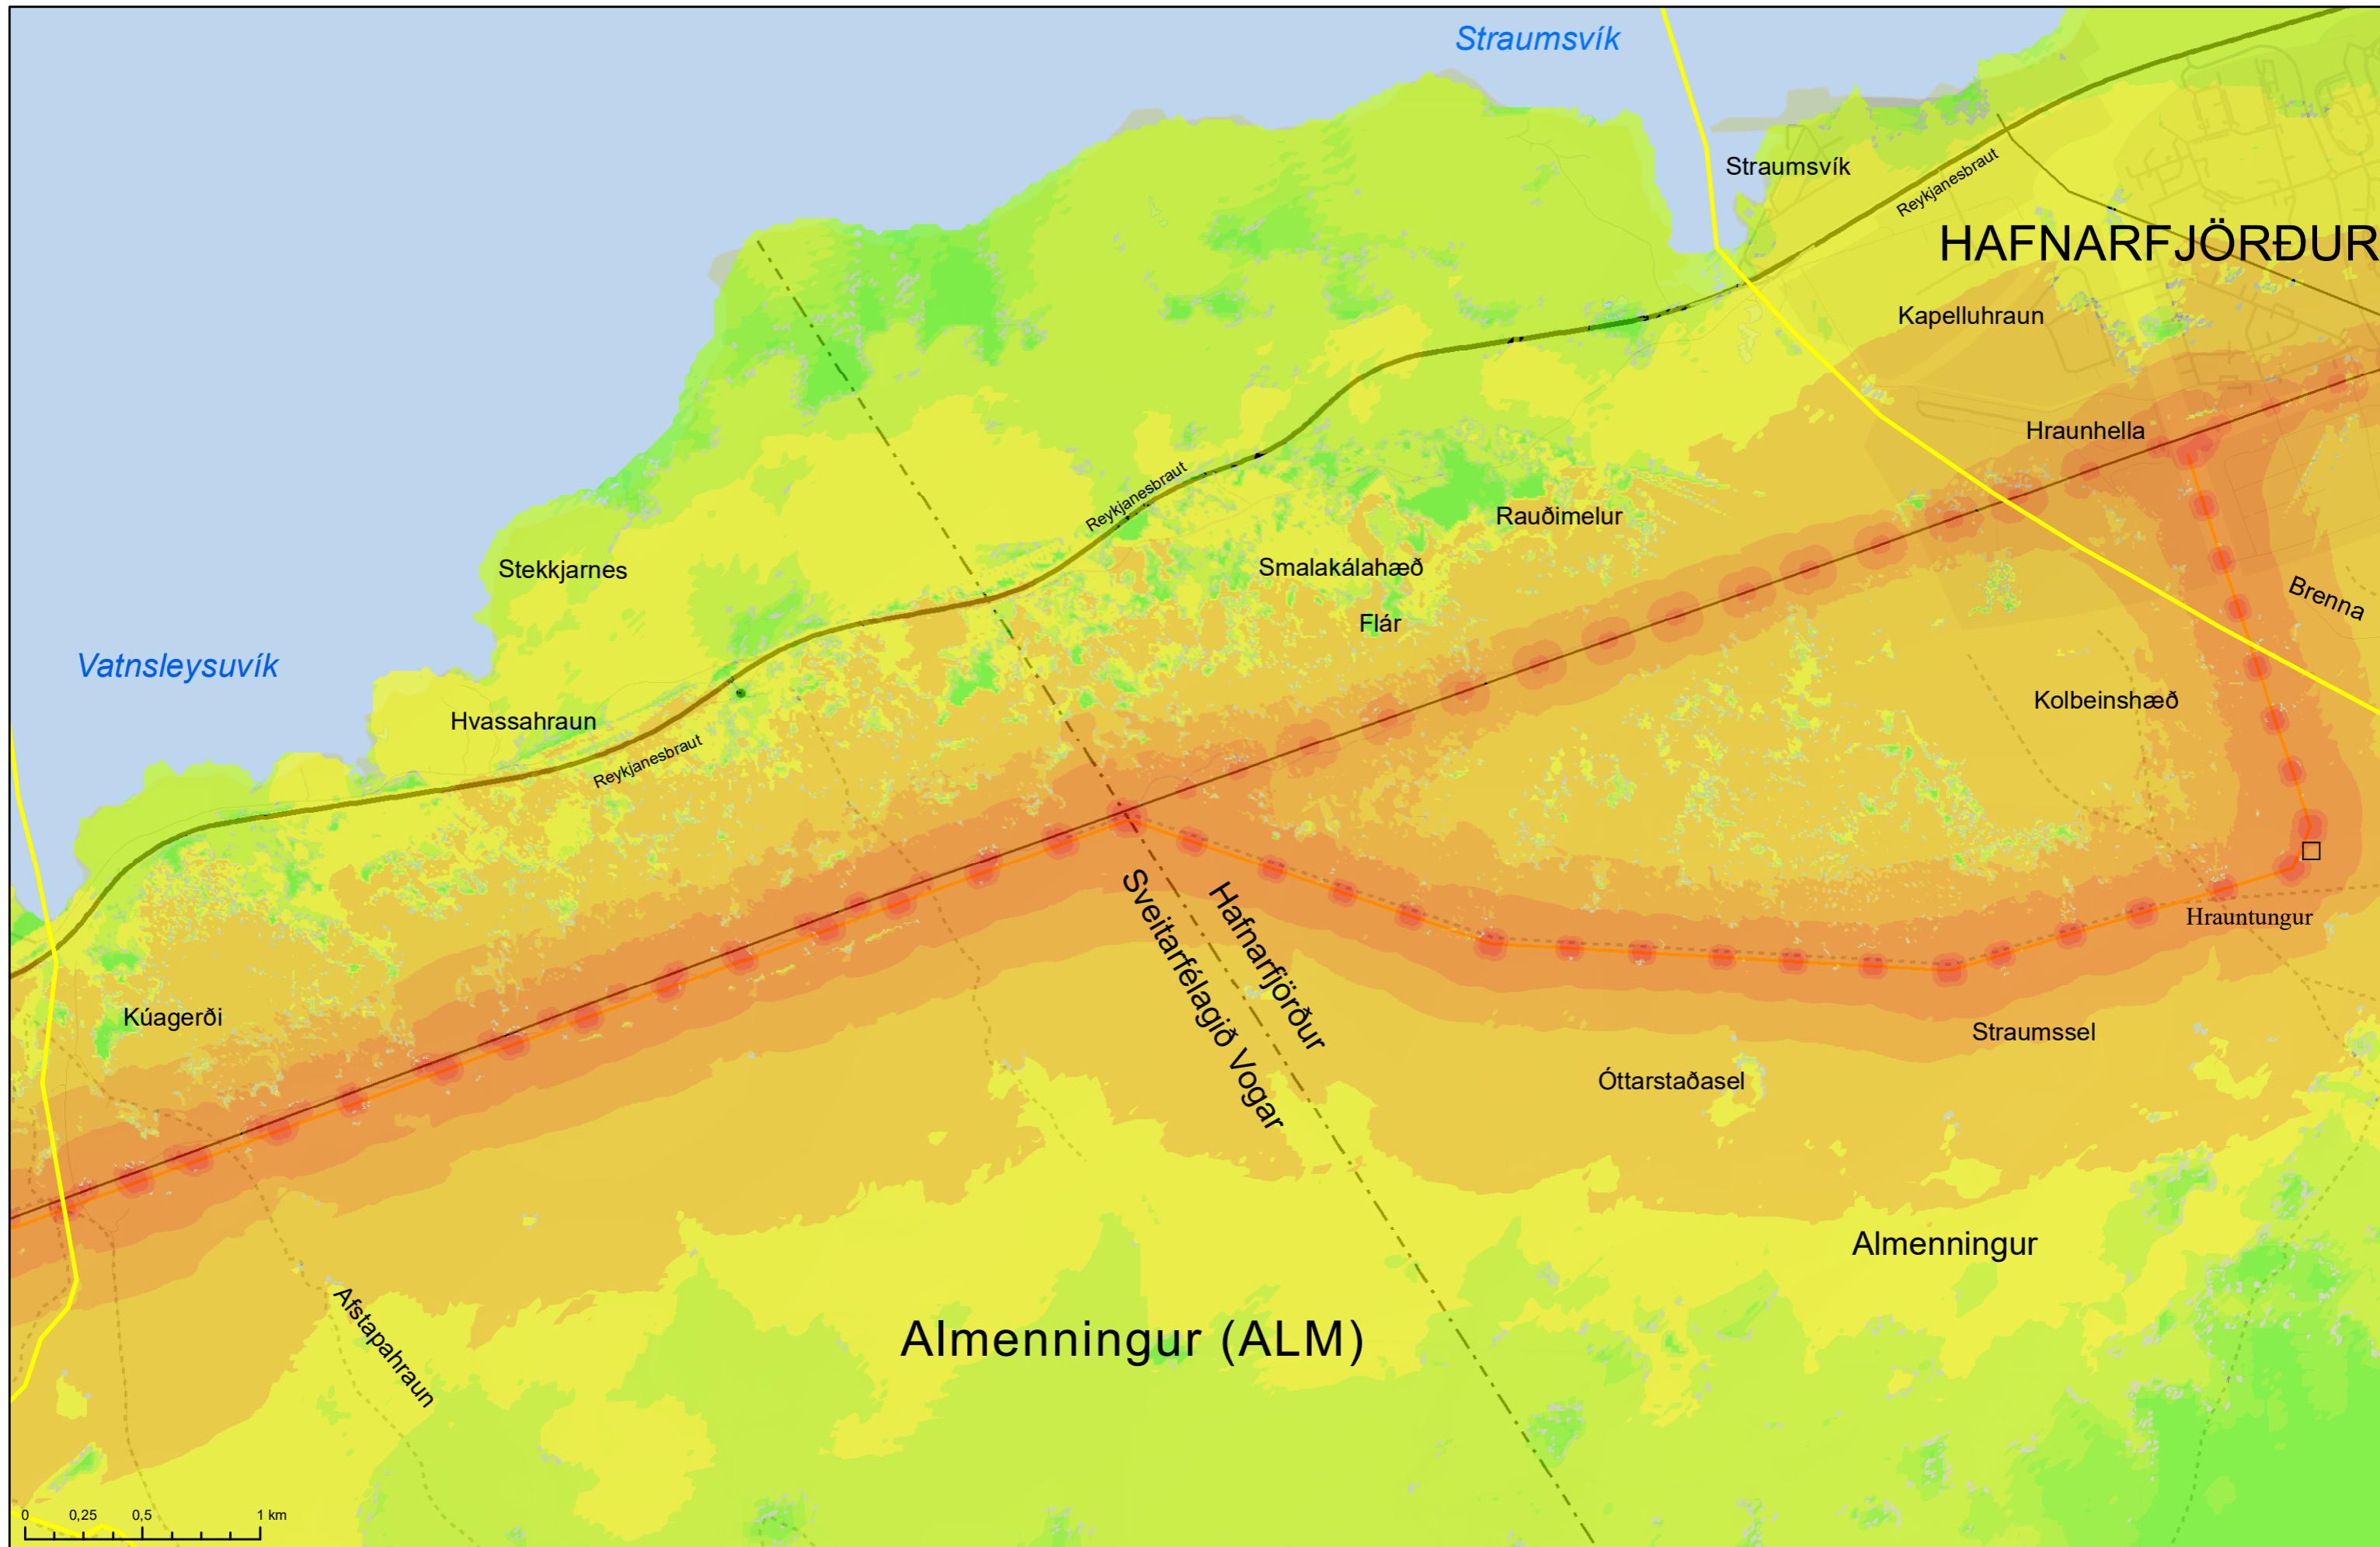 Straumsvík
Straumsvík
Reykjanesbraut
HAFNARFJÖRÐUR
Kapelluhraun
Hraunhella
Reykjanesbraut
Rauðimelur
Stekkjarnes
Smalakálahæð
Brenna
Flár
Vatnsleysuvík
Kolbeinshæð
Hvassahraun
Reykjanesbraut
Hrauntungur
Hafnarfjörður
Sveitarfélagið Vogar
Kúagerði
Straumssel
Óttarstaðasel
Almenningur
Afstapahraun
Almenningur (ALM)
0 0,25 0,5 1 km